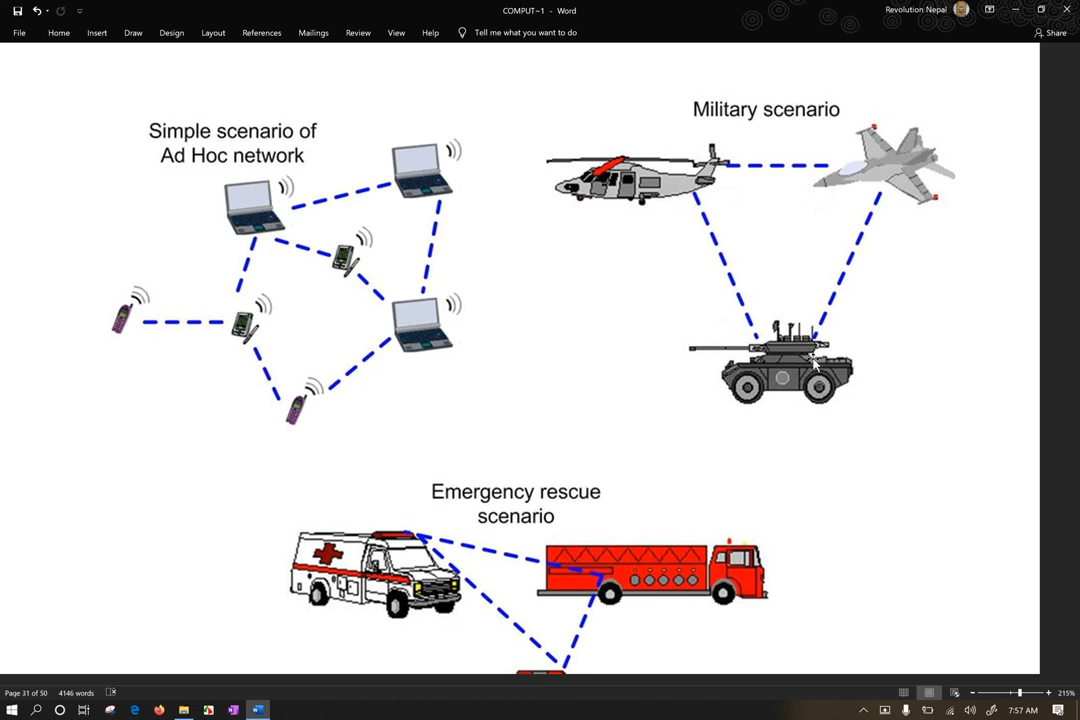 COMPUT~1 - Word
Revolution Nepal
File Home Insert Draw Design Layout References Mailings Review View Help Tell me what you want to do Share
Simple scenario of
Ad Hoc network
Military scenario
Emergency rescue
scenario
Page 31 of 50 4146 words 215%
7:57 AM